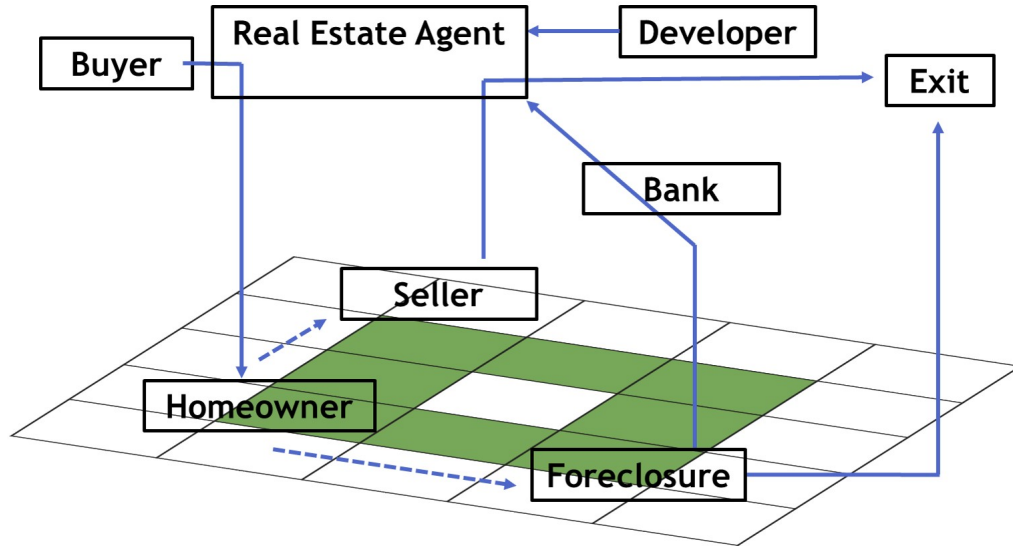 Real Estate Agent
Developer
Buyer
Exit
Bank
Seller
Homeowner
Foreclosure